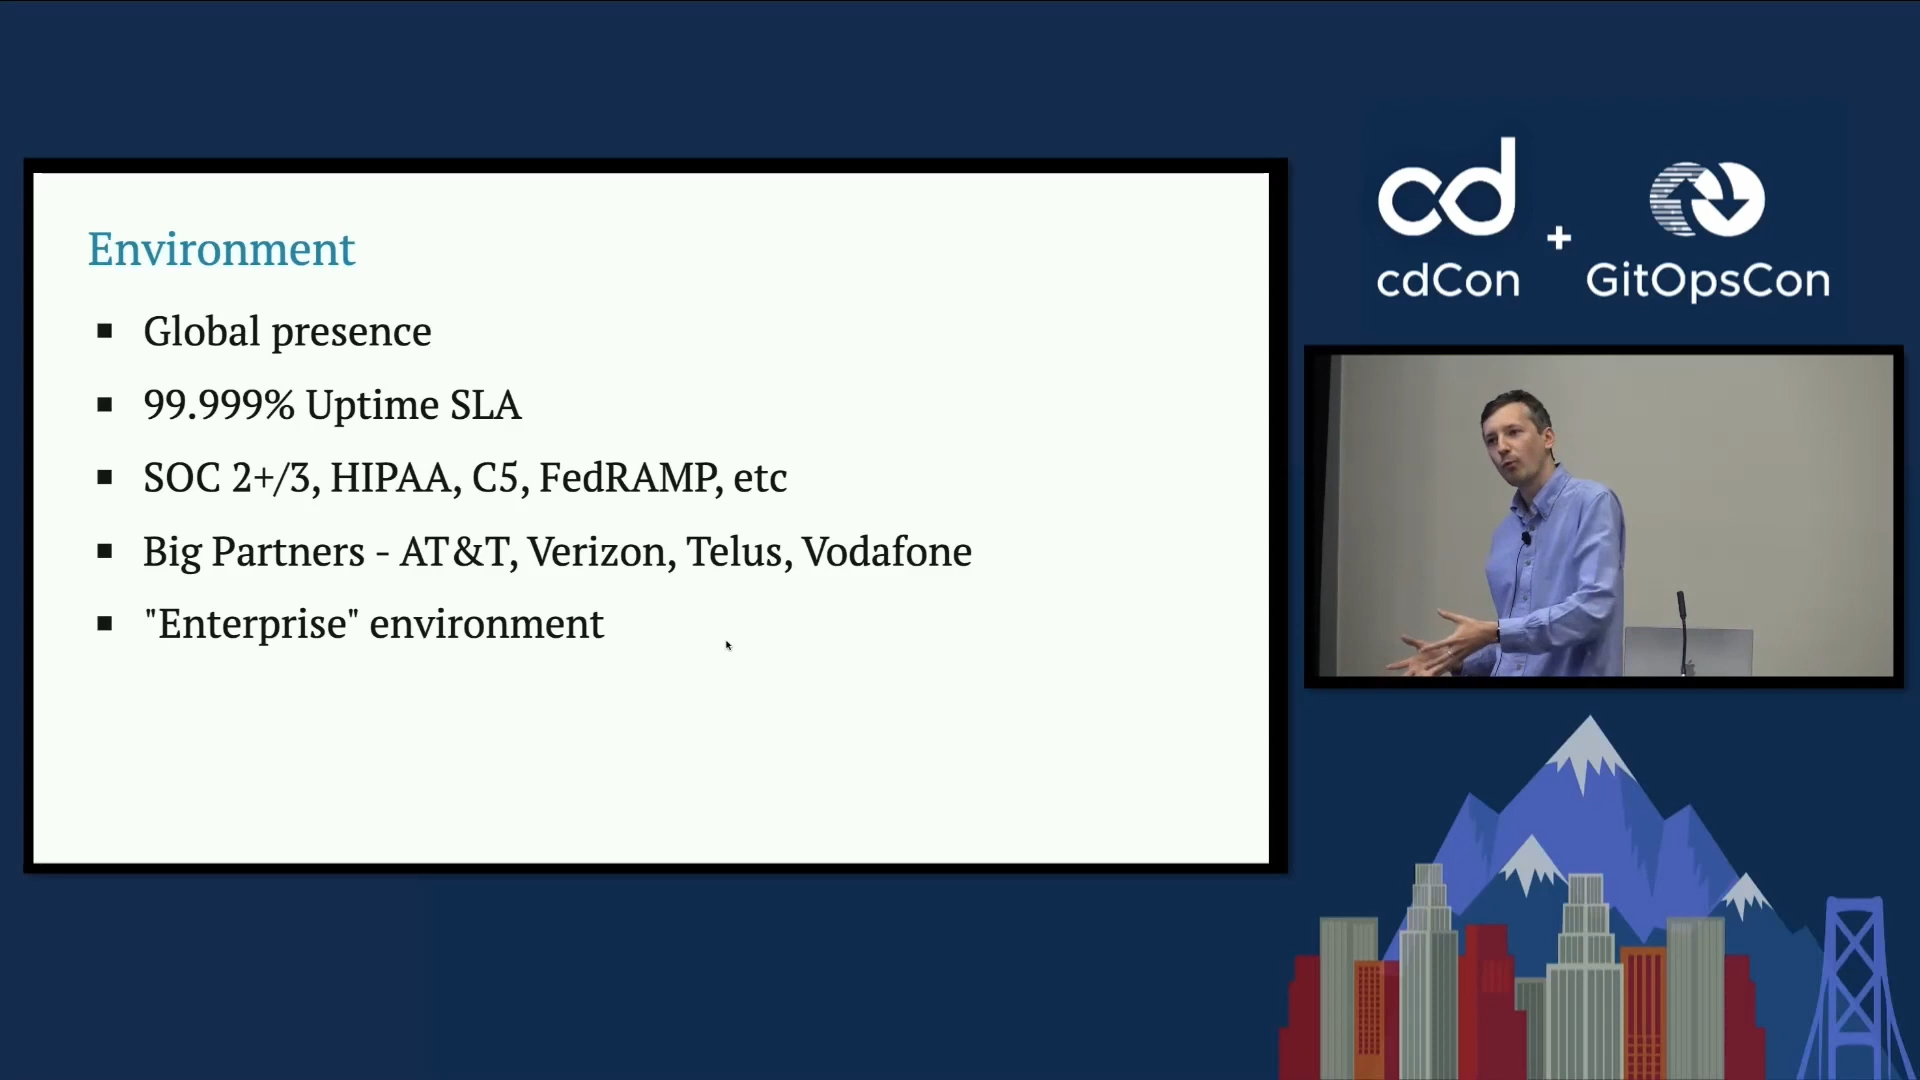 Environment
Global presence
99.999% Uptime SLA
SOC 2+/3, HIPAA, C5, FedRAMP, etc
Big Partners - AT&T, Verizon, Telus, Vodafone
"Enterprise" environment
cd + 
cdCon
GitOpsCon